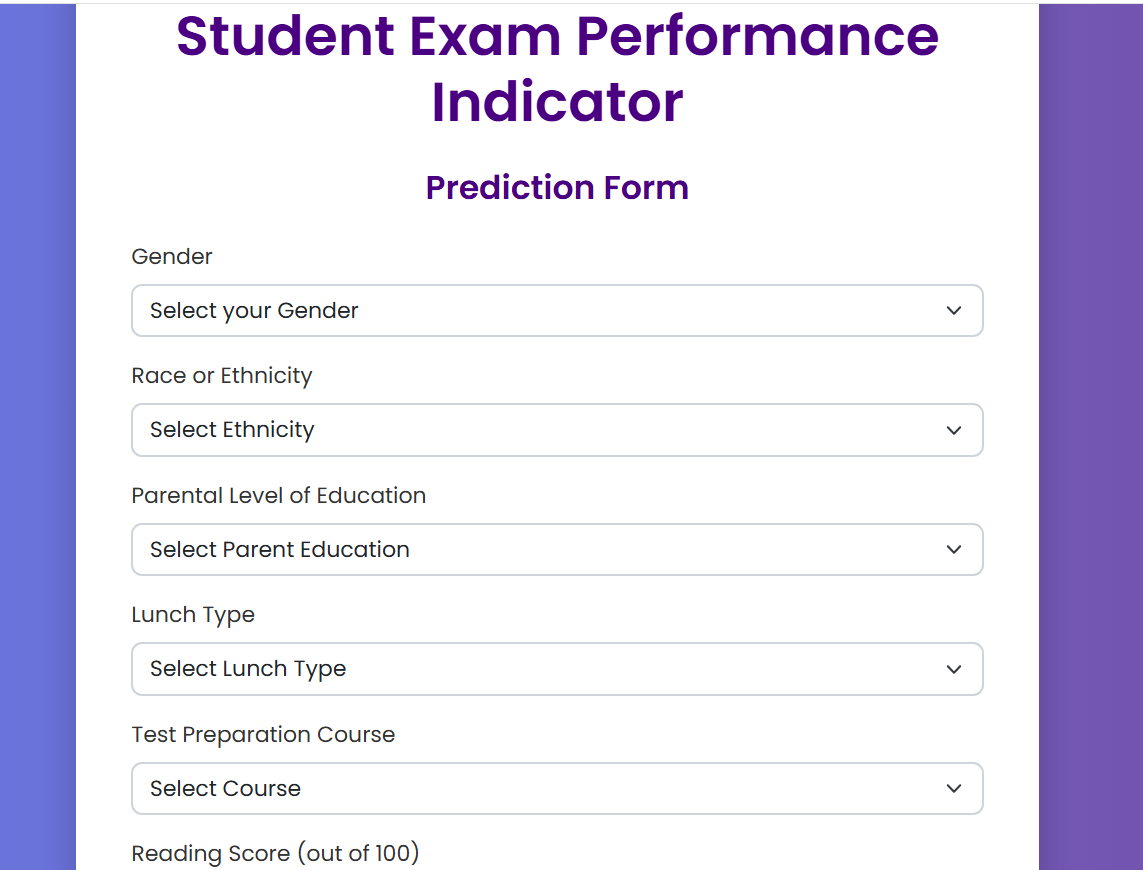 Student Exam Performance
Indicator
Prediction Form
Gender
Select your Gender
Race or Ethnicity
Select Ethnicity
Parental Level of Education
Select Parent Education
Lunch Type
Select Lunch Type
Test Preparation Course
Select Course
Reading Score (out of 100)